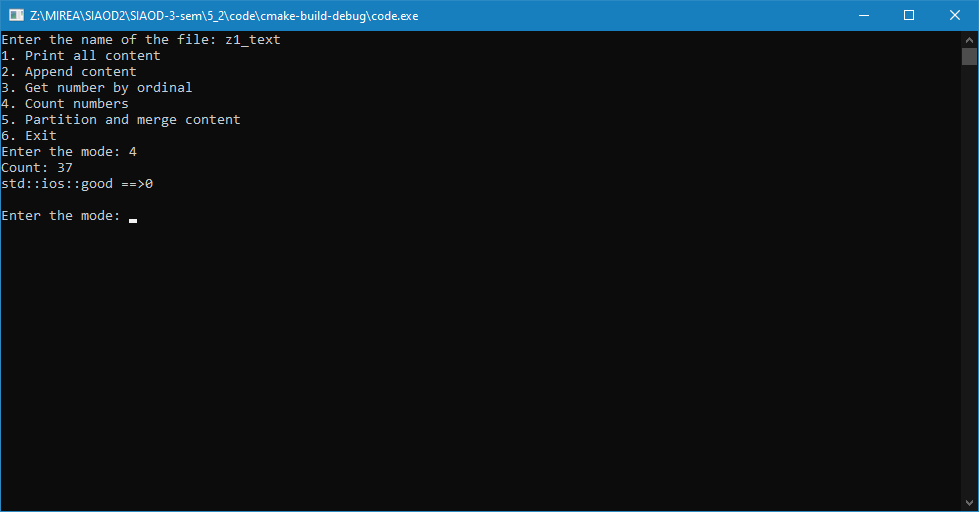 Z:\MIREA\SIAOD2\SIAOD-3-sem\5_2\code\cmake-build-debug\code.exe
Enter the name of the file: z1_text
1. Print all content
2. Append content
3. Get number by ordinal
4. Count numbers
5. Partition and merge content
6. Exit
Enter the mode: 4
Count: 37
std::ios::good ==>0
Enter the mode: